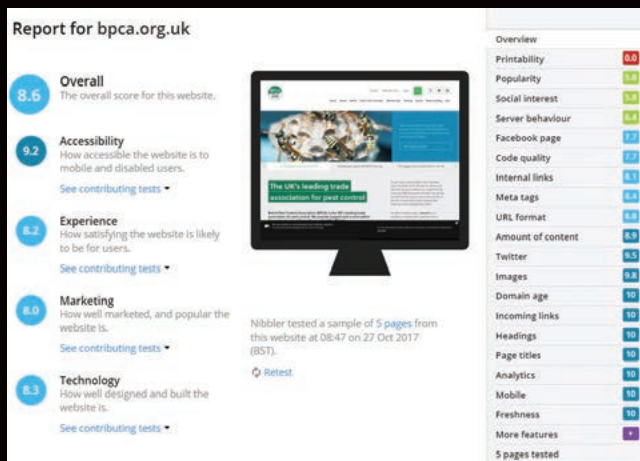 Report for bpca.org.uk
8.6
Overall
The overall score for this website.
9.2
Accessibility
How accessible the website is to
mobile and disabled users.
See contributing tests
8.2
Experience
How satisfying the website is likely
to be for users.
See contributing tests
8.0
Marketing
How well marketed, and popular the
website is.
See contributing tests
8.3
Technology
How well designed and built the
website is.
See contributing tests
The UK's leading trade
association for pest control
Nibbler tested a sample of 5 pages from
this website at 08:47 on 27 Oct 2017
(BST).
Retest
Overview
Printability 0.0
Popularity
Social interest
Server behaviour 6.4
Facebook page 7.7
Code quality 7.7
Internal links 8.1
Meta tags
URL format
Amount of content 8.9
Twitter 9.5
Images 9.8
Domain age 10
Incoming links 10
Headings 10
Page titles 10
Analytics 10
Mobile 10
Freshness 10
More features +
5 pages tested